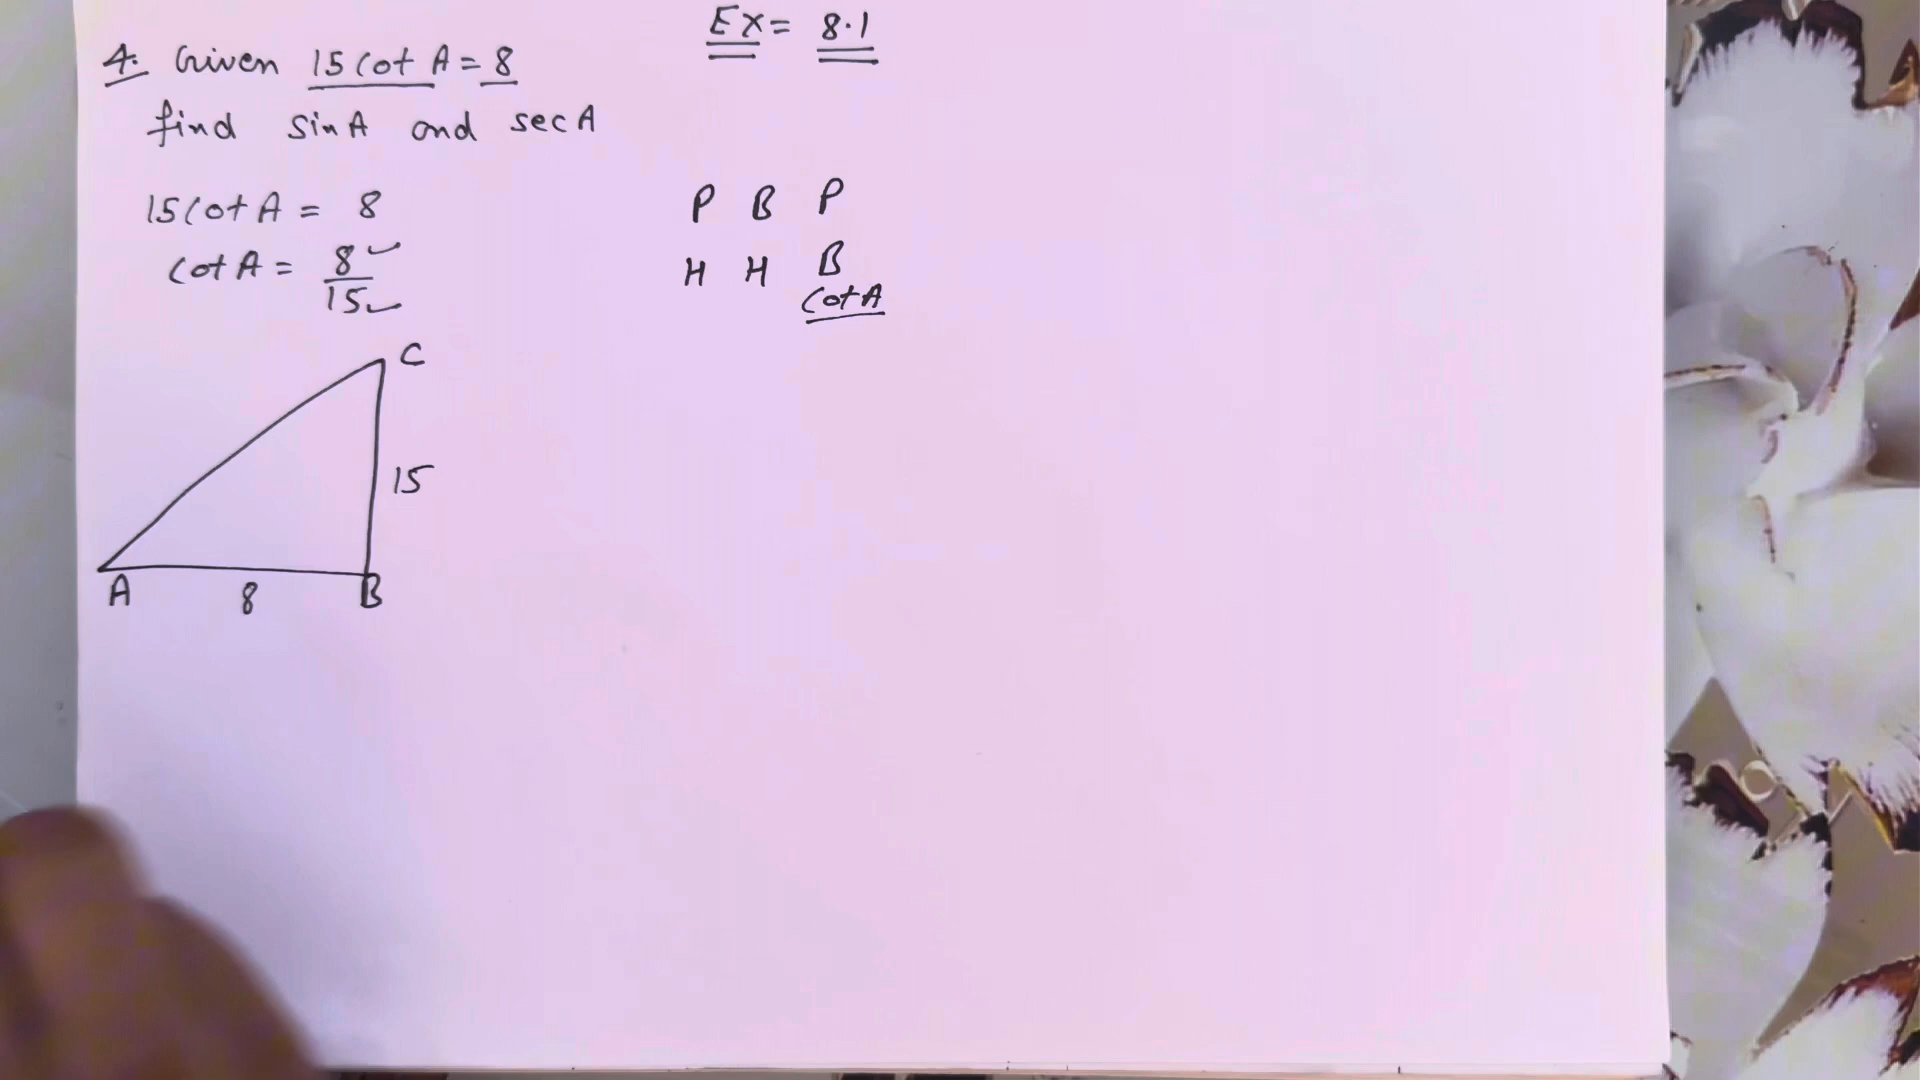 Ex = 8.1
4. Given 15 Cot A = 8
find sin A and sec A
15 Cot A = 8
Cot A = 8/15
P B P
H H B
Cot A
C
15
A 8 B